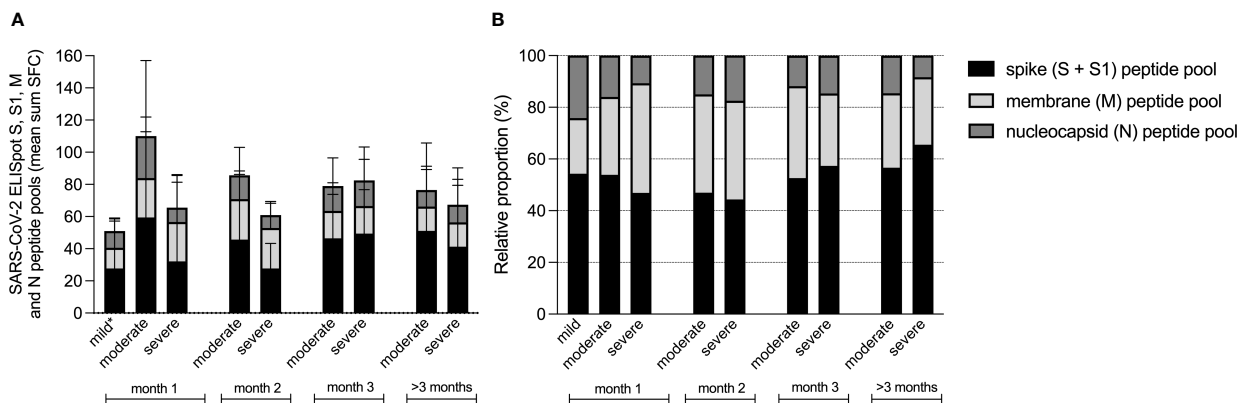 A
SARS-CoV-2 ELISpot S, S1, M
and N peptide pools (mean sum SFC)
160
140
120
100
80
60
40
20
0
mild*
moderate
severe
moderate
severe
moderate
severe
moderate
severe
month 1
month 2
month 3
>3 months
B
Relative proportion (%)
100
80
60
40
20
0
mild
moderate
severe
moderate
severe
moderate
severe
moderate
severe
month 1
month 2
month 3
>3 months
spike (S + S1) peptide pool
membrane (M) peptide pool
nucleocapsid (N) peptide pool